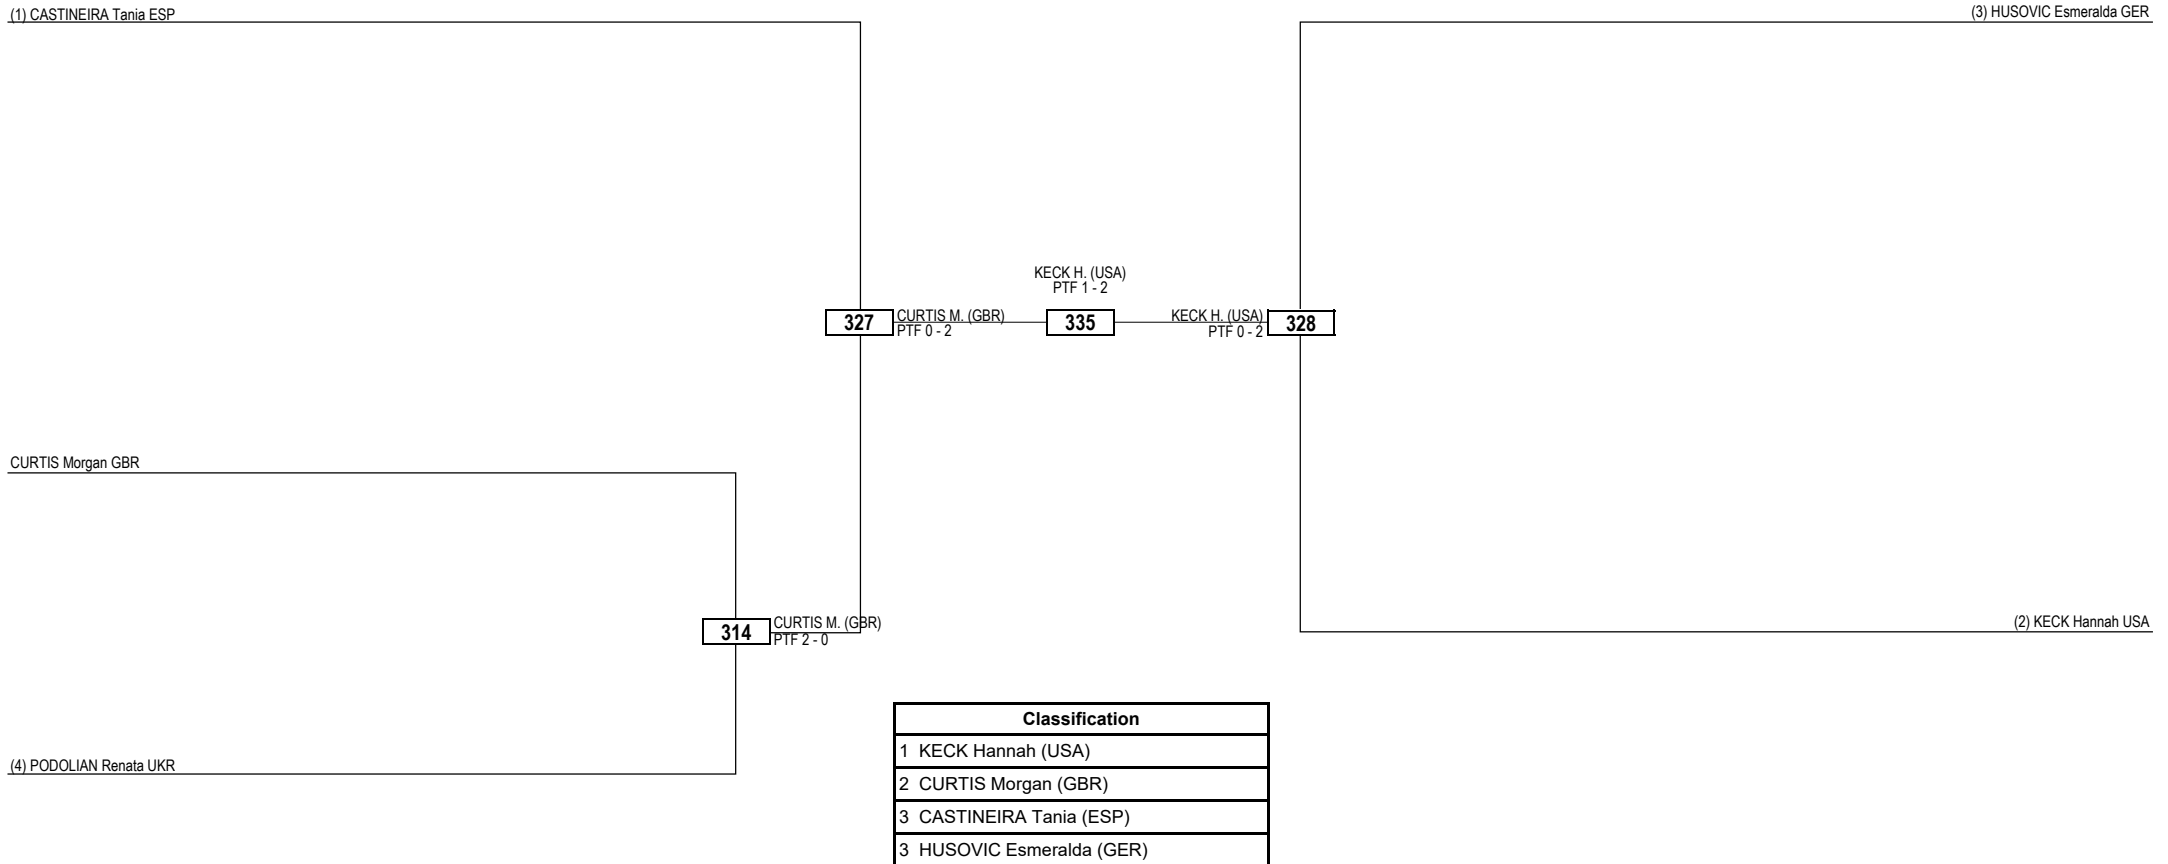 (1) CASTINEIRA Tania ESP
(3) HUSOVIC Esmeralda GER
KECK H. (USA)
PTF 1 - 2
327
CURTIS M. (GBR)
PTF 0 - 2
335
KECK H. (USA)
PTF 0 - 2
328
CURTIS Morgan GBR
314
CURTIS M. (GBR)
PTF 2 - 0
(2) KECK Hannah USA
(4) PODOLIAN Renata UKR
Classification
1 KECK Hannah (USA)
2 CURTIS Morgan (GBR)
3 CASTINEIRA Tania (ESP)
3 HUSOVIC Esmeralda (GER)